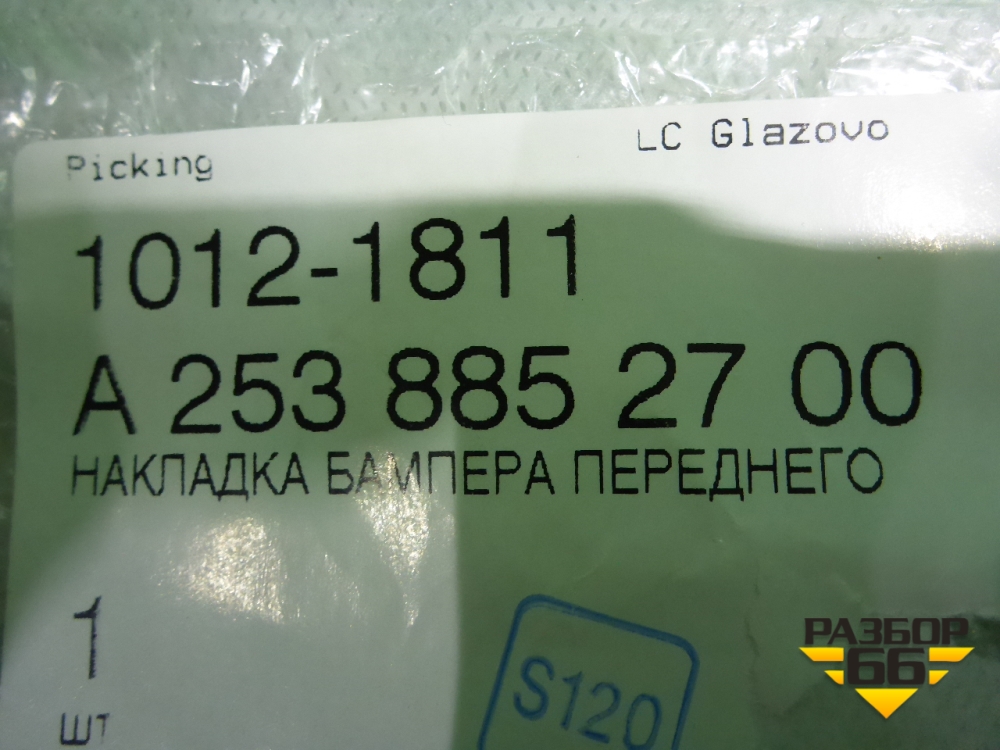 Picking
LC Glazovo
1012-1811
A 253 885 27 00
НАКЛАДКА БАМПЕРА ПЕРЕДНЕГО
1
ШТ
S120
РАЗБОР
66